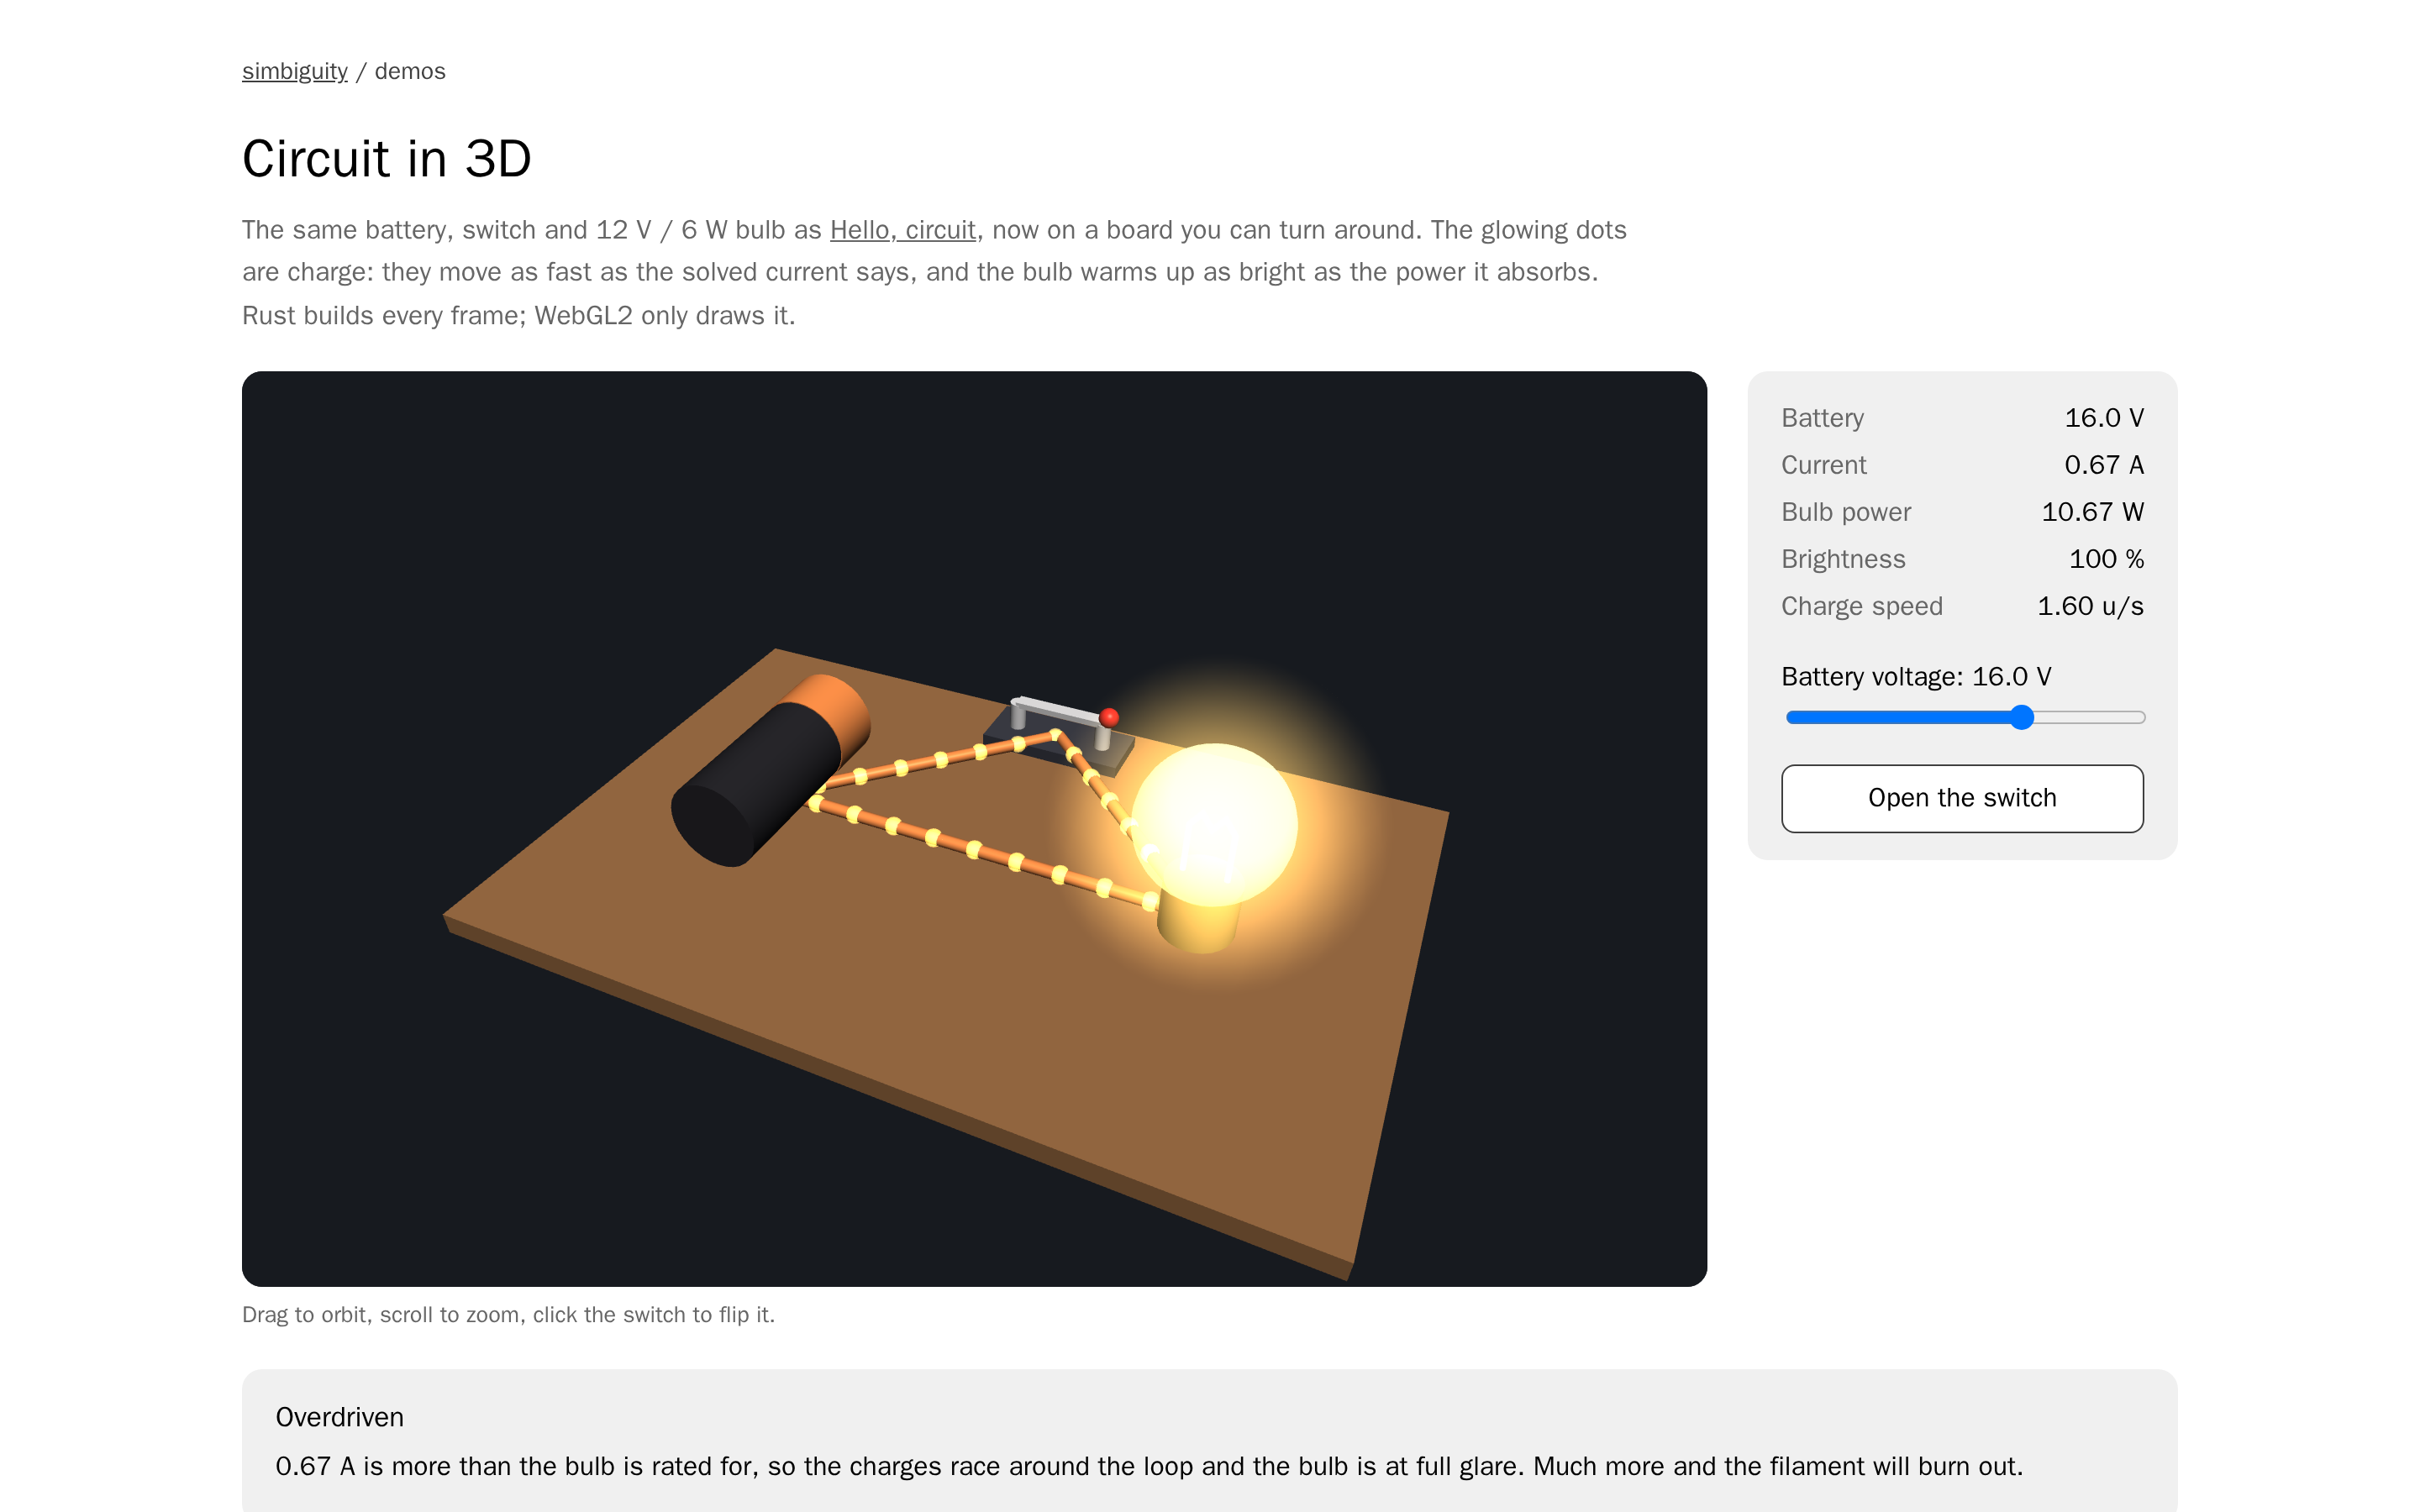 simbiguity / demos
Circuit in 3D
The same battery, switch and 12 V / 6 W bulb as Hello, circuit, now on a board you can turn around. The glowing dots
are charge: they move as fast as the solved current says, and the bulb warms up as bright as the power it absorbs.
Rust builds every frame; WebGL2 only draws it.
Battery 16.0 V
Current 0.67 A
Bulb power 10.67 W
Brightness 100 %
Charge speed 1.60 u/s
Battery voltage: 16.0 V
Open the switch
Drag to orbit, scroll to zoom, click the switch to flip it.
Overdriven
0.67 A is more than the bulb is rated for, so the charges race around the loop and the bulb is at full glare. Much more and the filament will burn out.